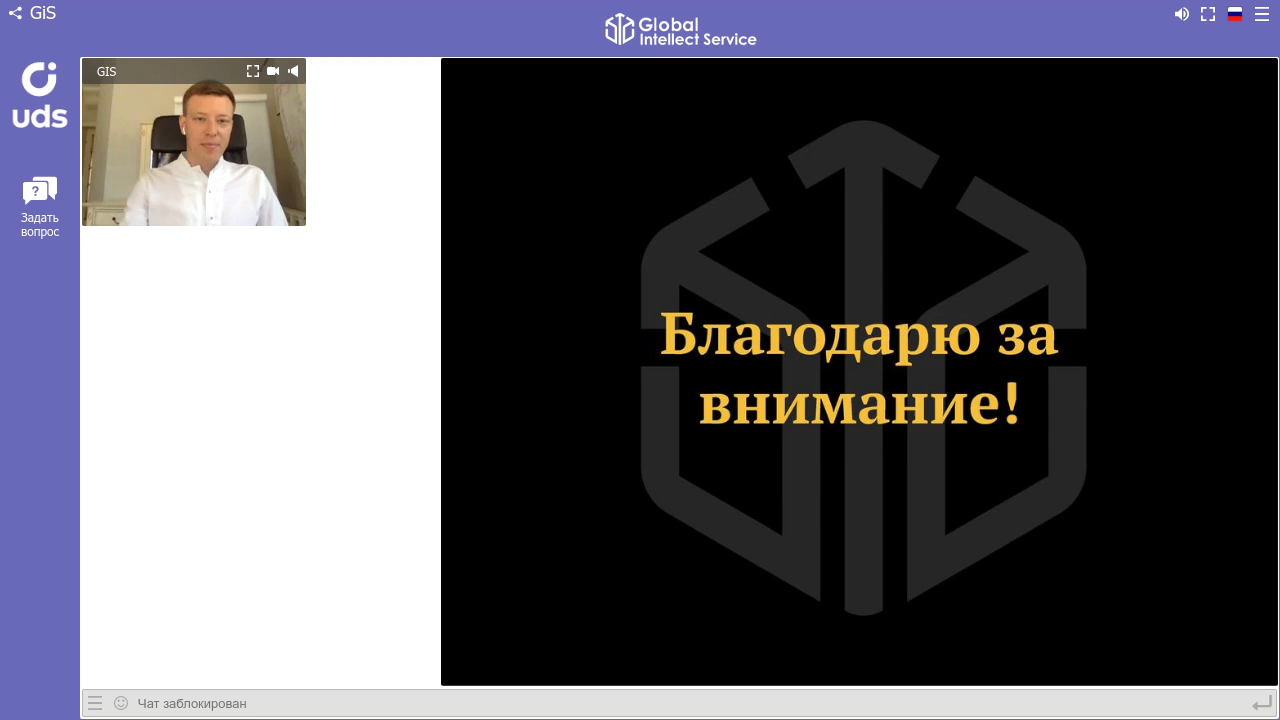 GiS
Global
Intellect Service
uds
Задать
вопрос
GIS
Благодарю за
внимание!
Чат заблокирован